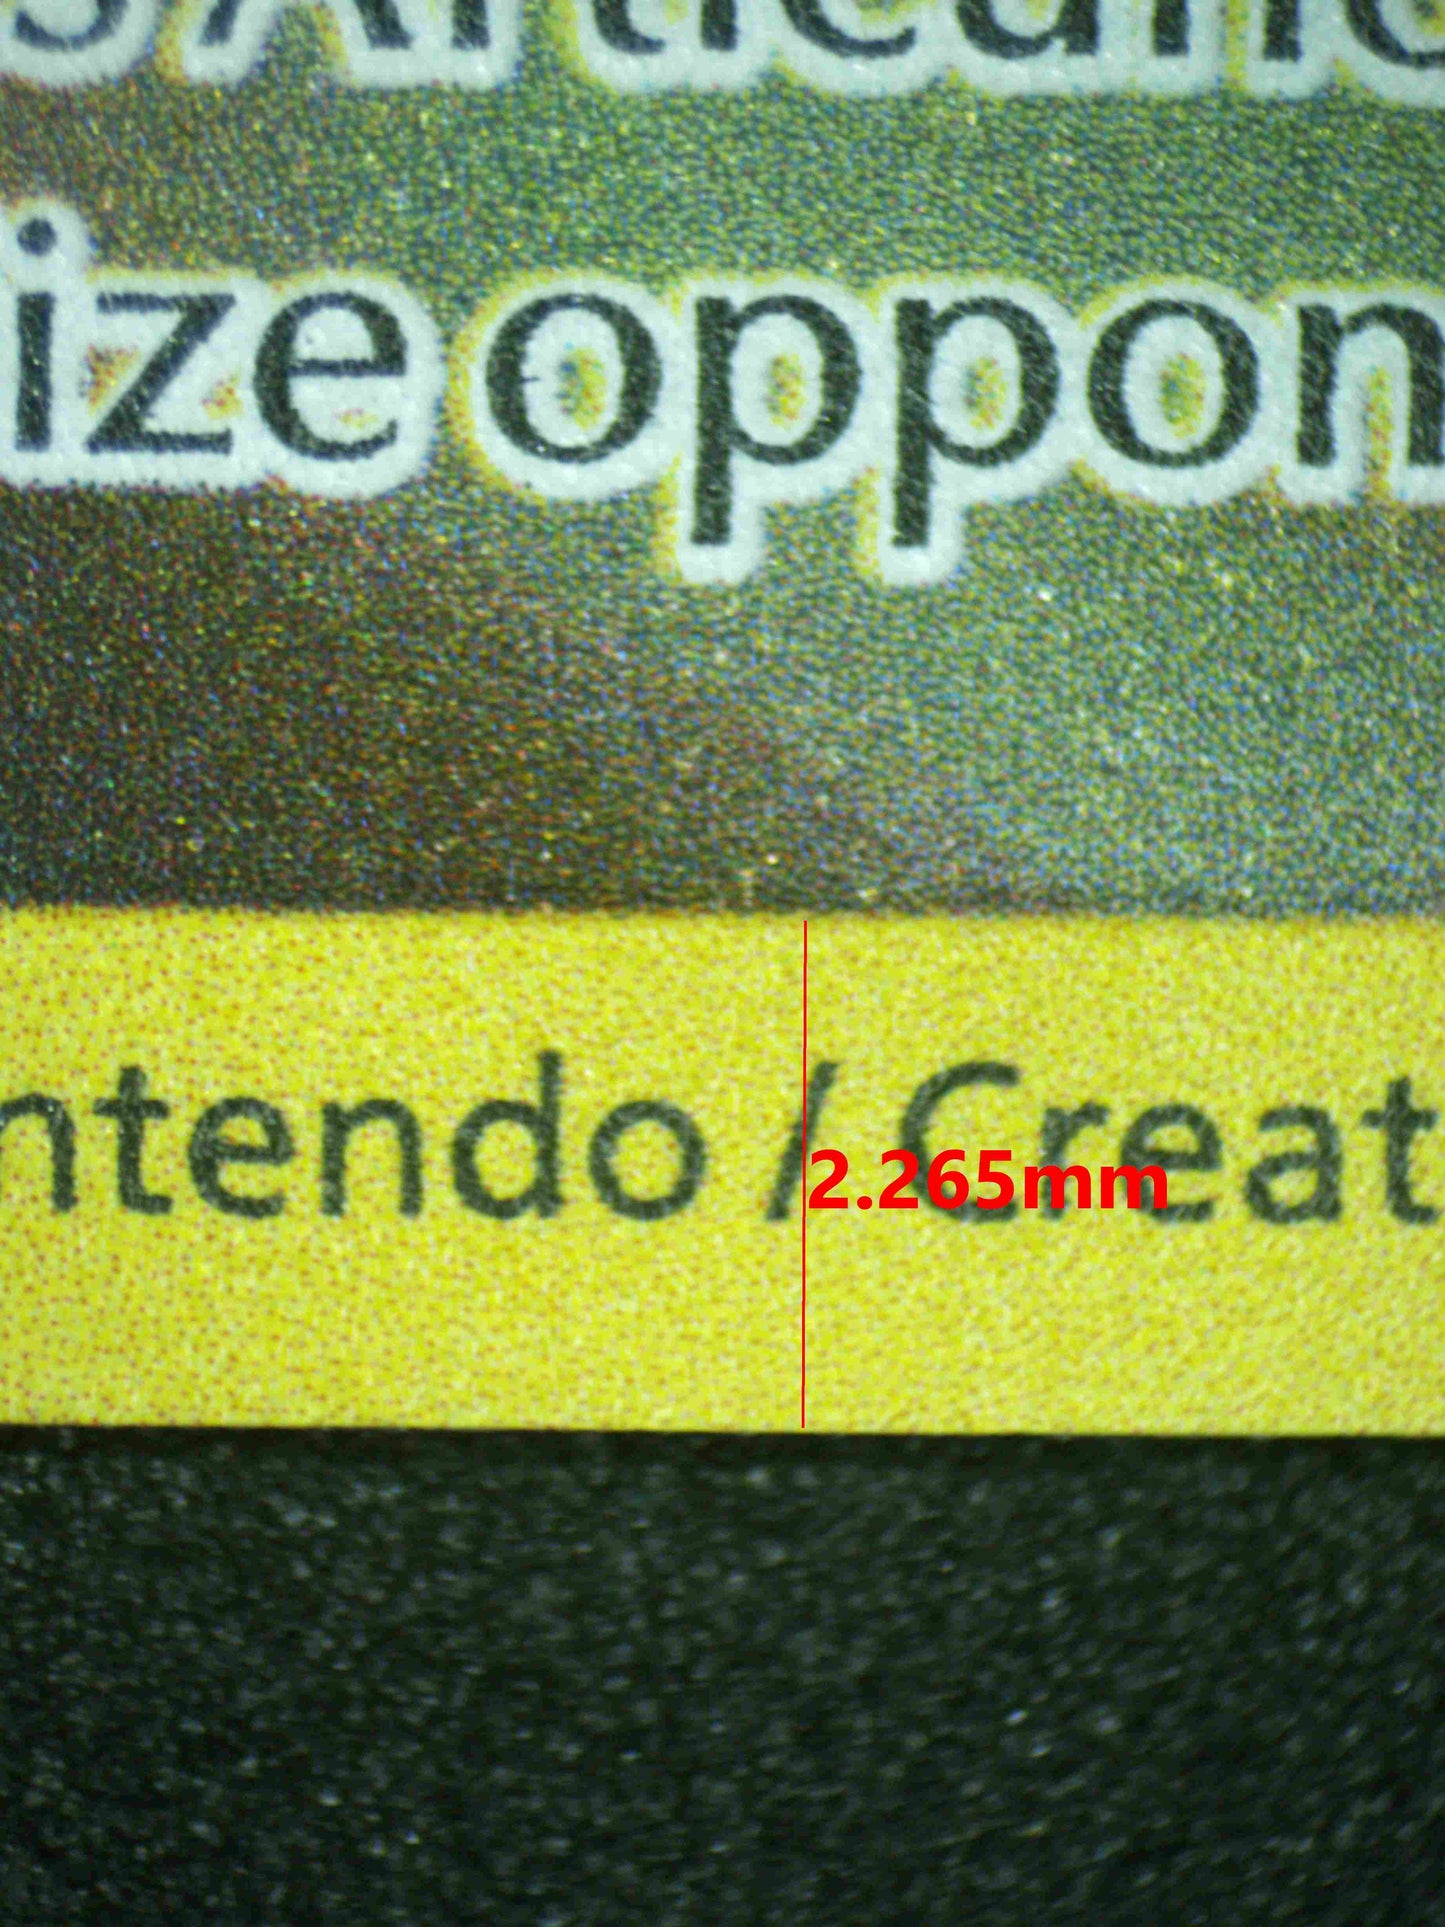 ize oppon
ntendo / Creat
2.265mm